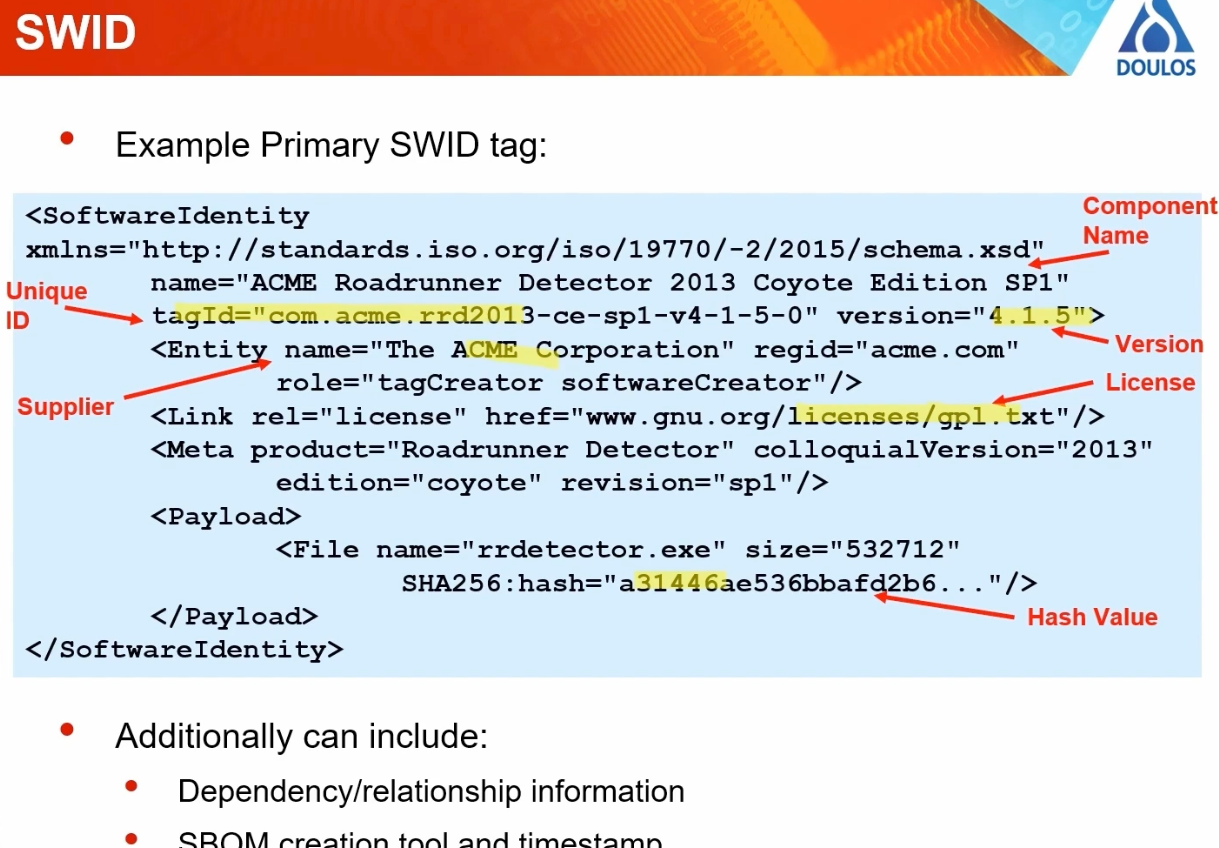 SWID
DOULOS
• Example Primary SWID tag:
<SoftwareIdentity
xmlns="http://standards.iso.org/iso/19770/-2/2015/schema.xsd"
name="ACME Roadrunner Detector 2013 Coyote Edition SP1"
tagId="com.acme.rrd2013-ce-sp1-v4-1-5-0" version="4.1.5">
<Entity name="The ACME Corporation" regid="acme.com"
role="tagCreator softwareCreator"/>
<Link rel="license" href="www.gnu.org/licenses/gpl.txt"/>
<Meta product="Roadrunner Detector" colloquialVersion="2013"
edition="coyote" revision="sp1"/>
<Payload>
<File name="rrdetector.exe" size="532712"
SHA256:hash="a31446ae536bbafd2b6..."/>
</Payload>
</SoftwareIdentity>
Component
Name
Unique
ID
Version
Supplier
License
Hash Value
• Additionally can include:
• Dependency/relationship information
• SBOM creation tool and timestamp